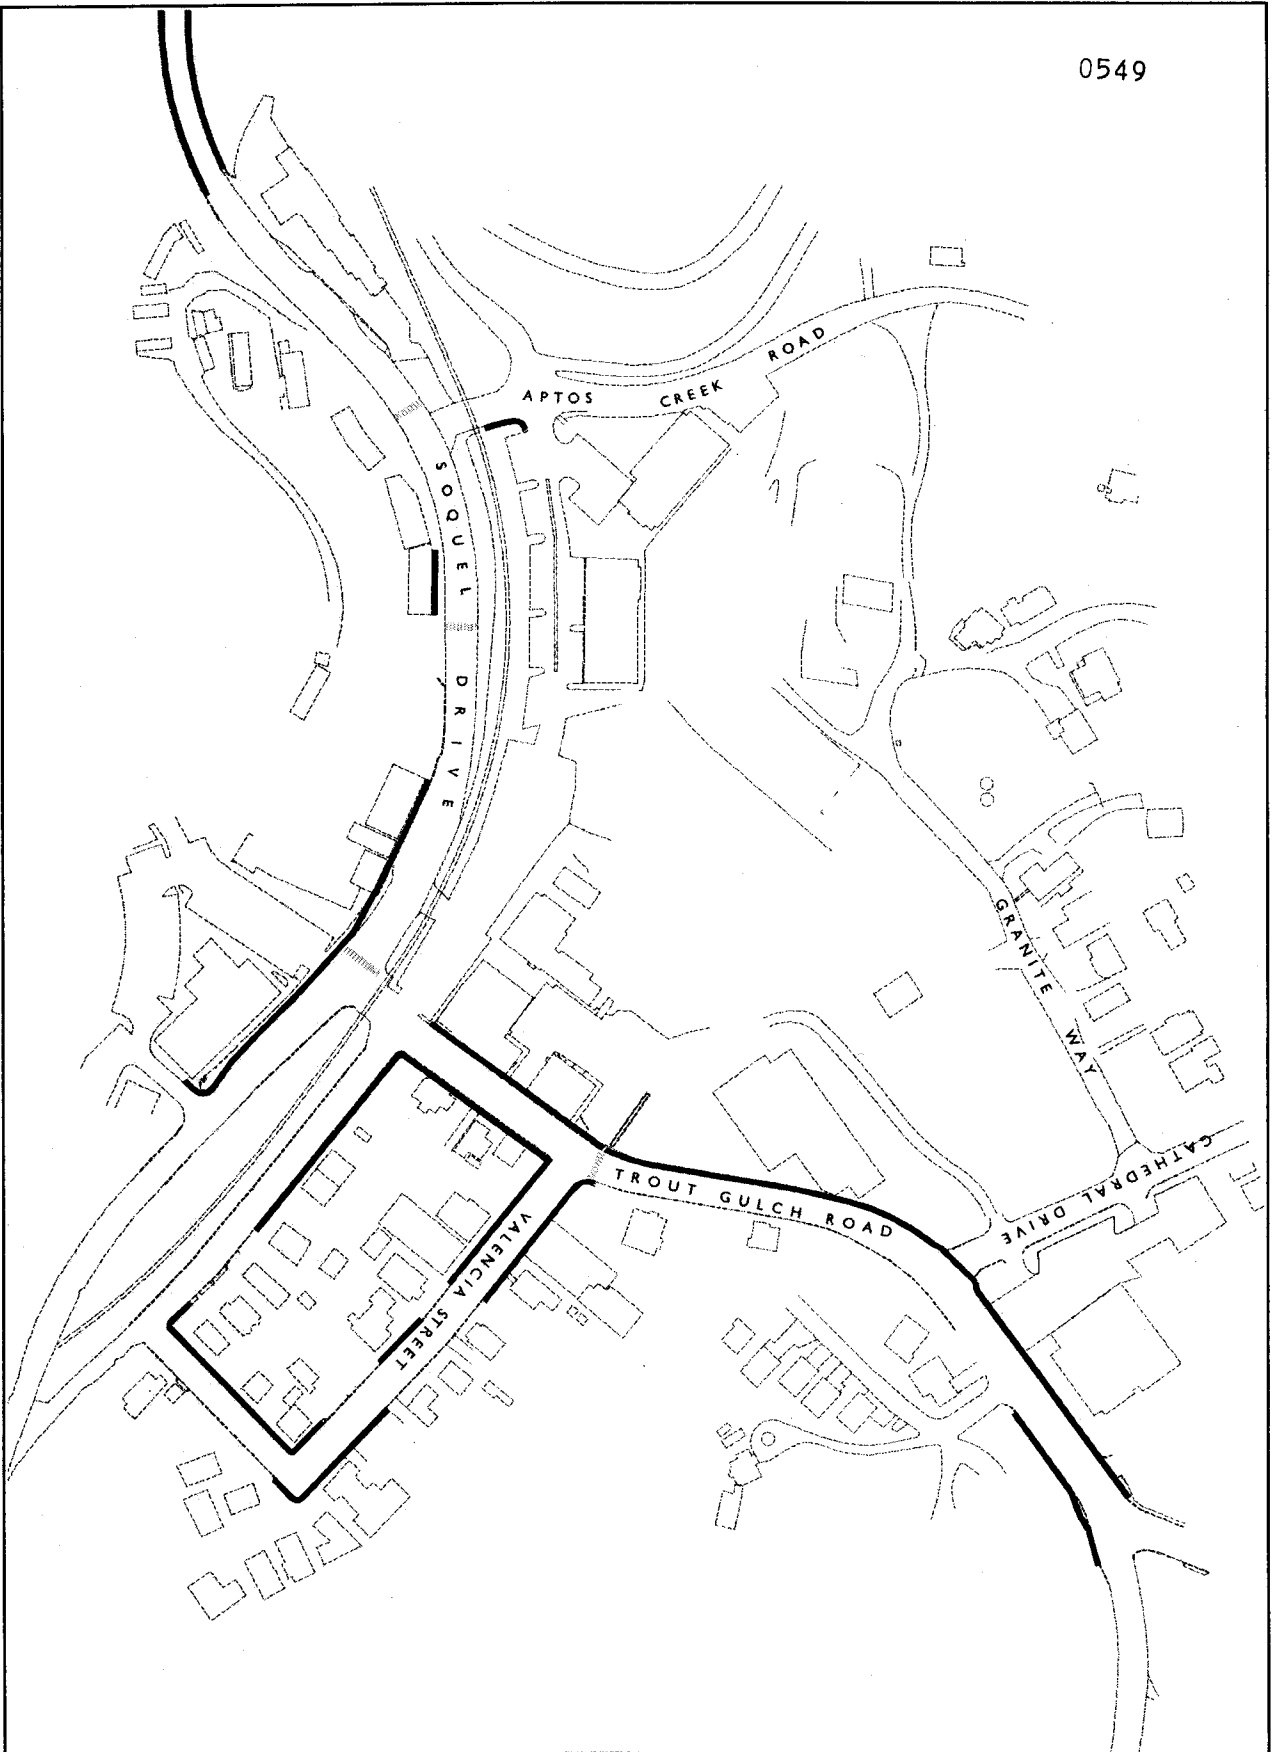 0549
APTOS CREEK ROAD
SOQUEL DRIVE
GRANITE WAY
CATHEDRAL DRIVE
TROUT GULCH ROAD
VALENCIA STREET